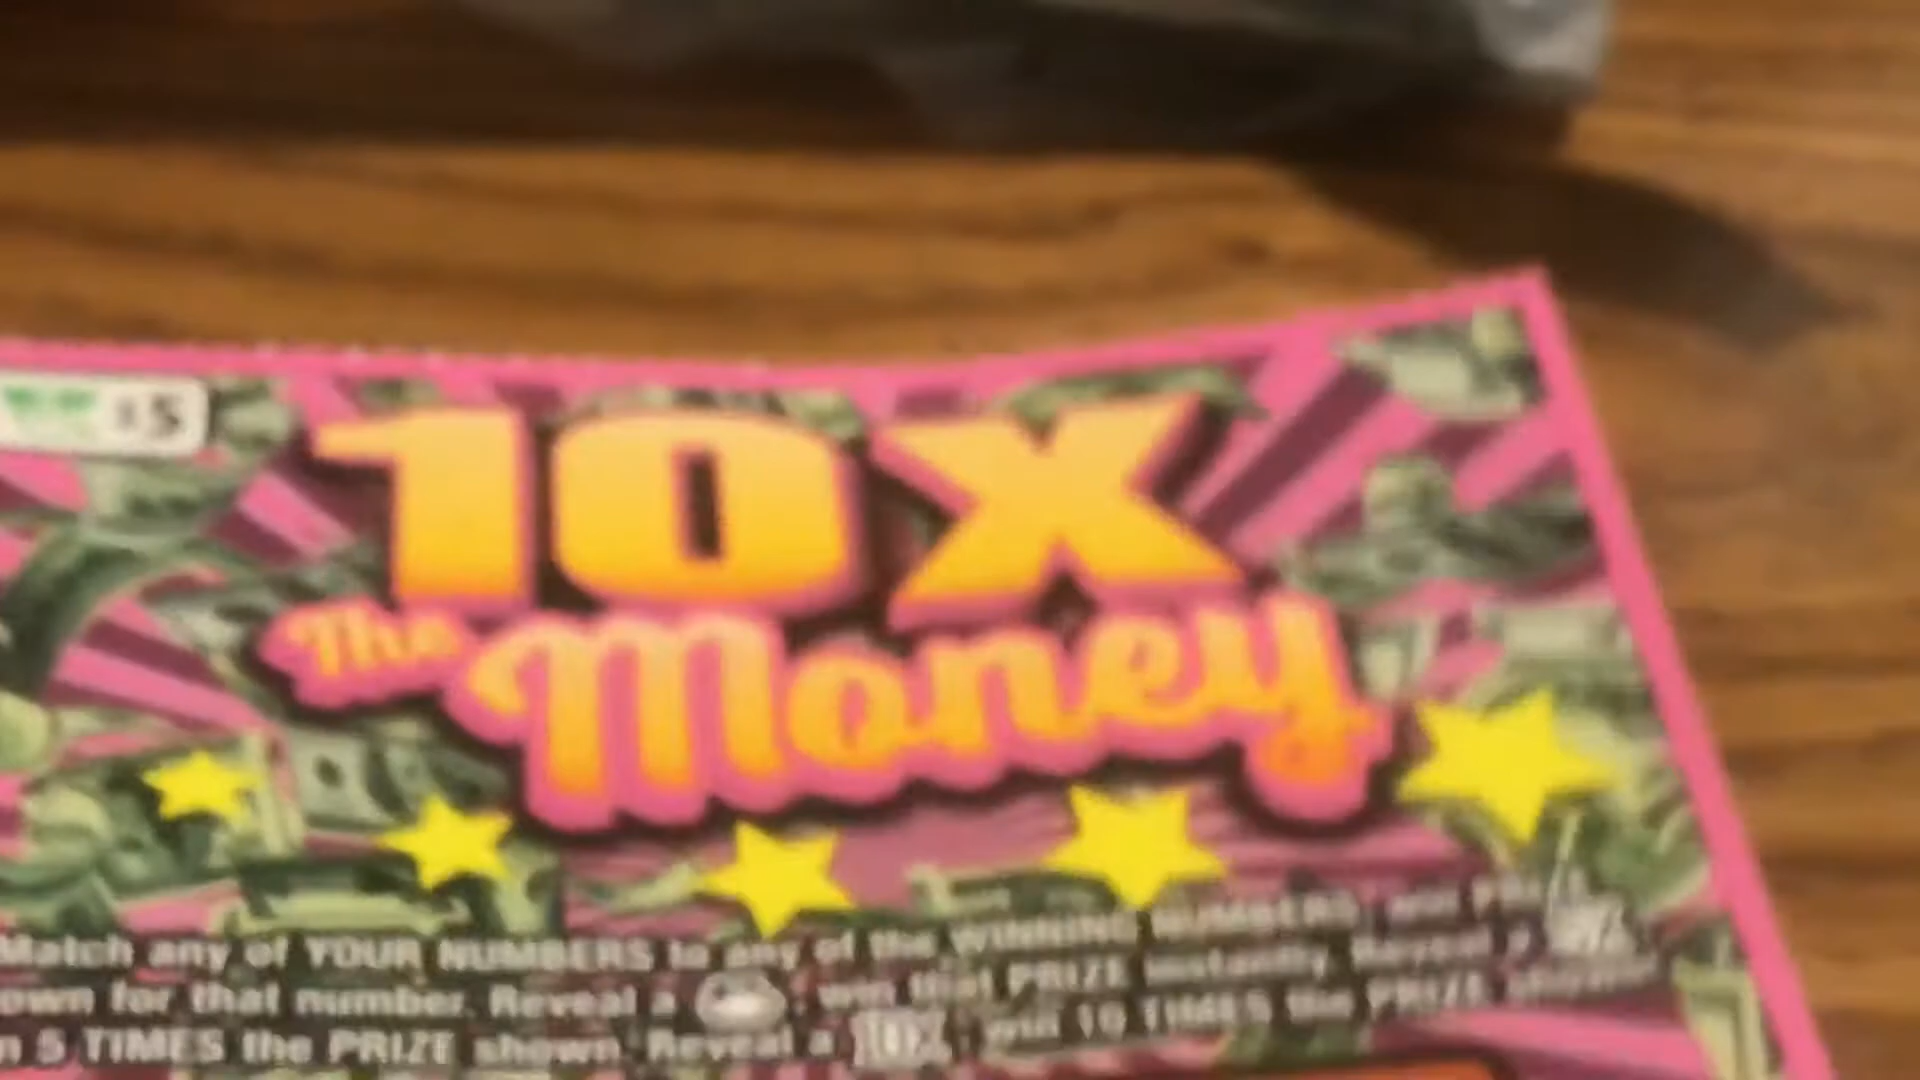 $5
10X
The Money
Match any of YOUR NUMBERS to any of the WINNING NUMBERS, win PRIZE
own for that number. Reveal a , win that PRIZE instantly. Reveal a
n 5 TIMES the PRIZE shown. Reveal a 10X , win 10 TIMES the PRIZE shown